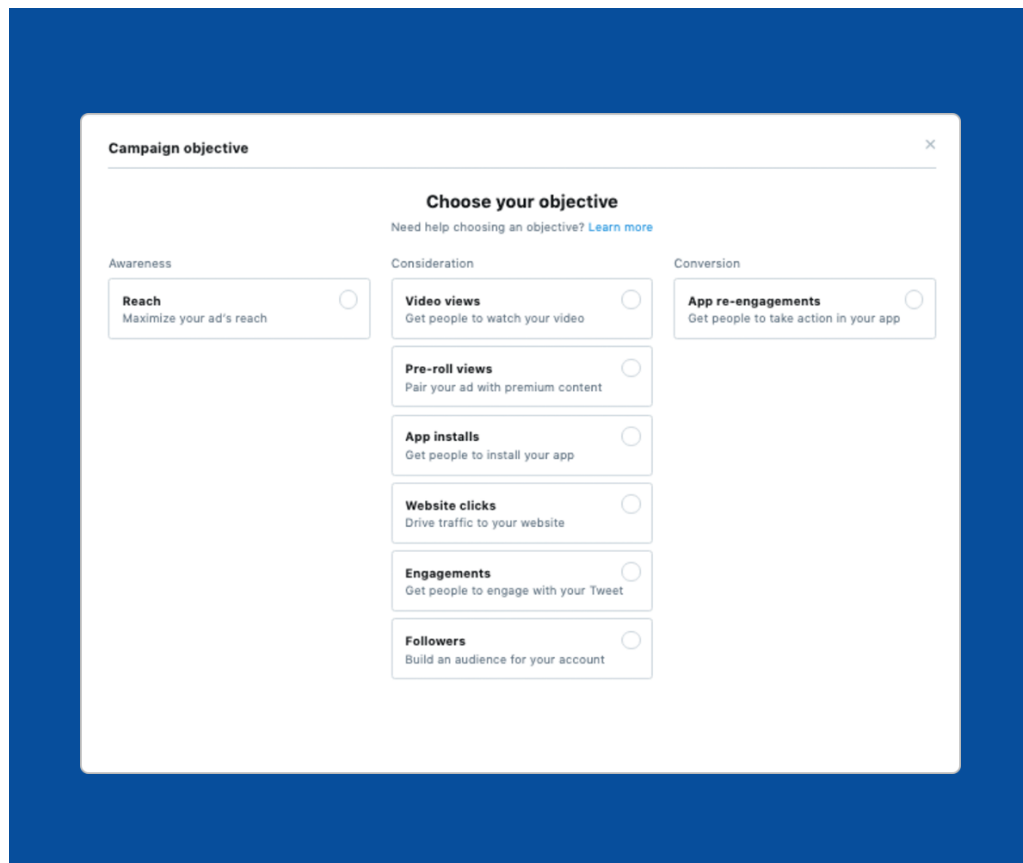 Campaign objective
Choose your objective
Need help choosing an objective? Learn more
Awareness
Reach
Maximize your ad's reach
Consideration
Video views
Get people to watch your video
Pre-roll views
Pair your ad with premium content
App installs
Get people to install your app
Website clicks
Drive traffic to your website
Engagements
Get people to engage with your Tweet
Followers
Build an audience for your account
Conversion
App re-engagements
Get people to take action in your app